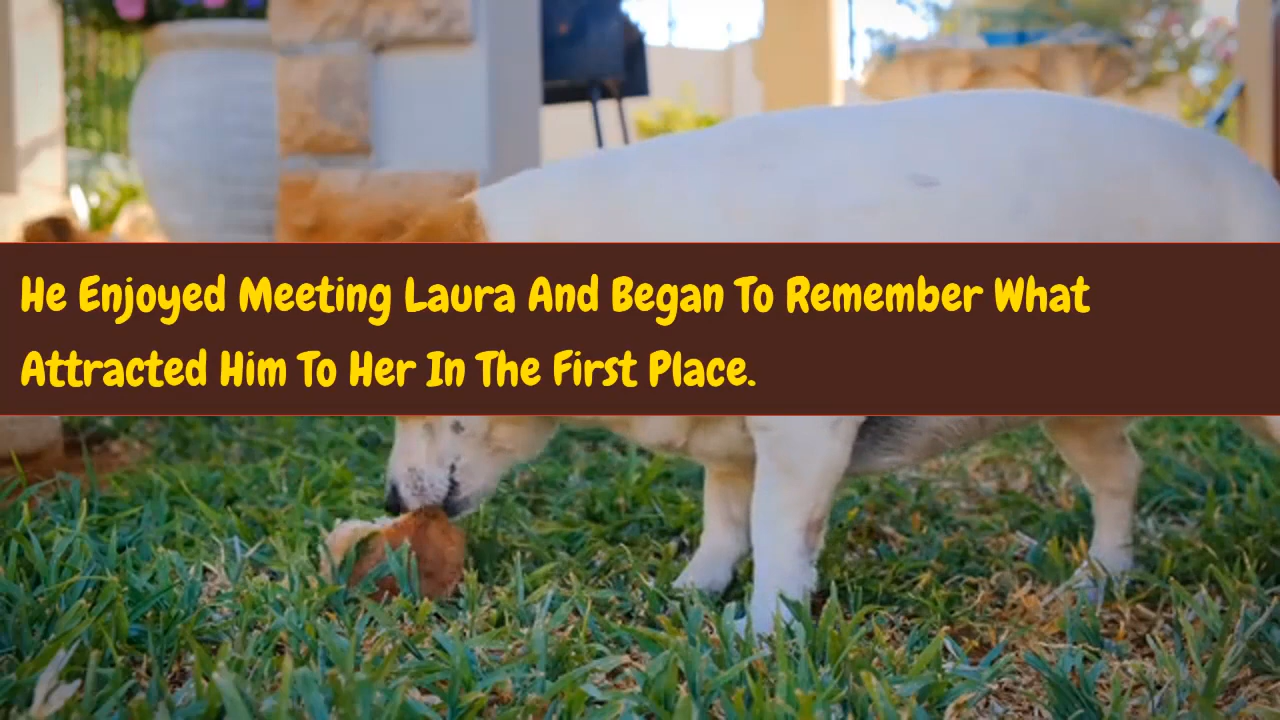 He Enjoyed Meeting Laura And Began To Remember What
Attracted Him To Her In The First Place.